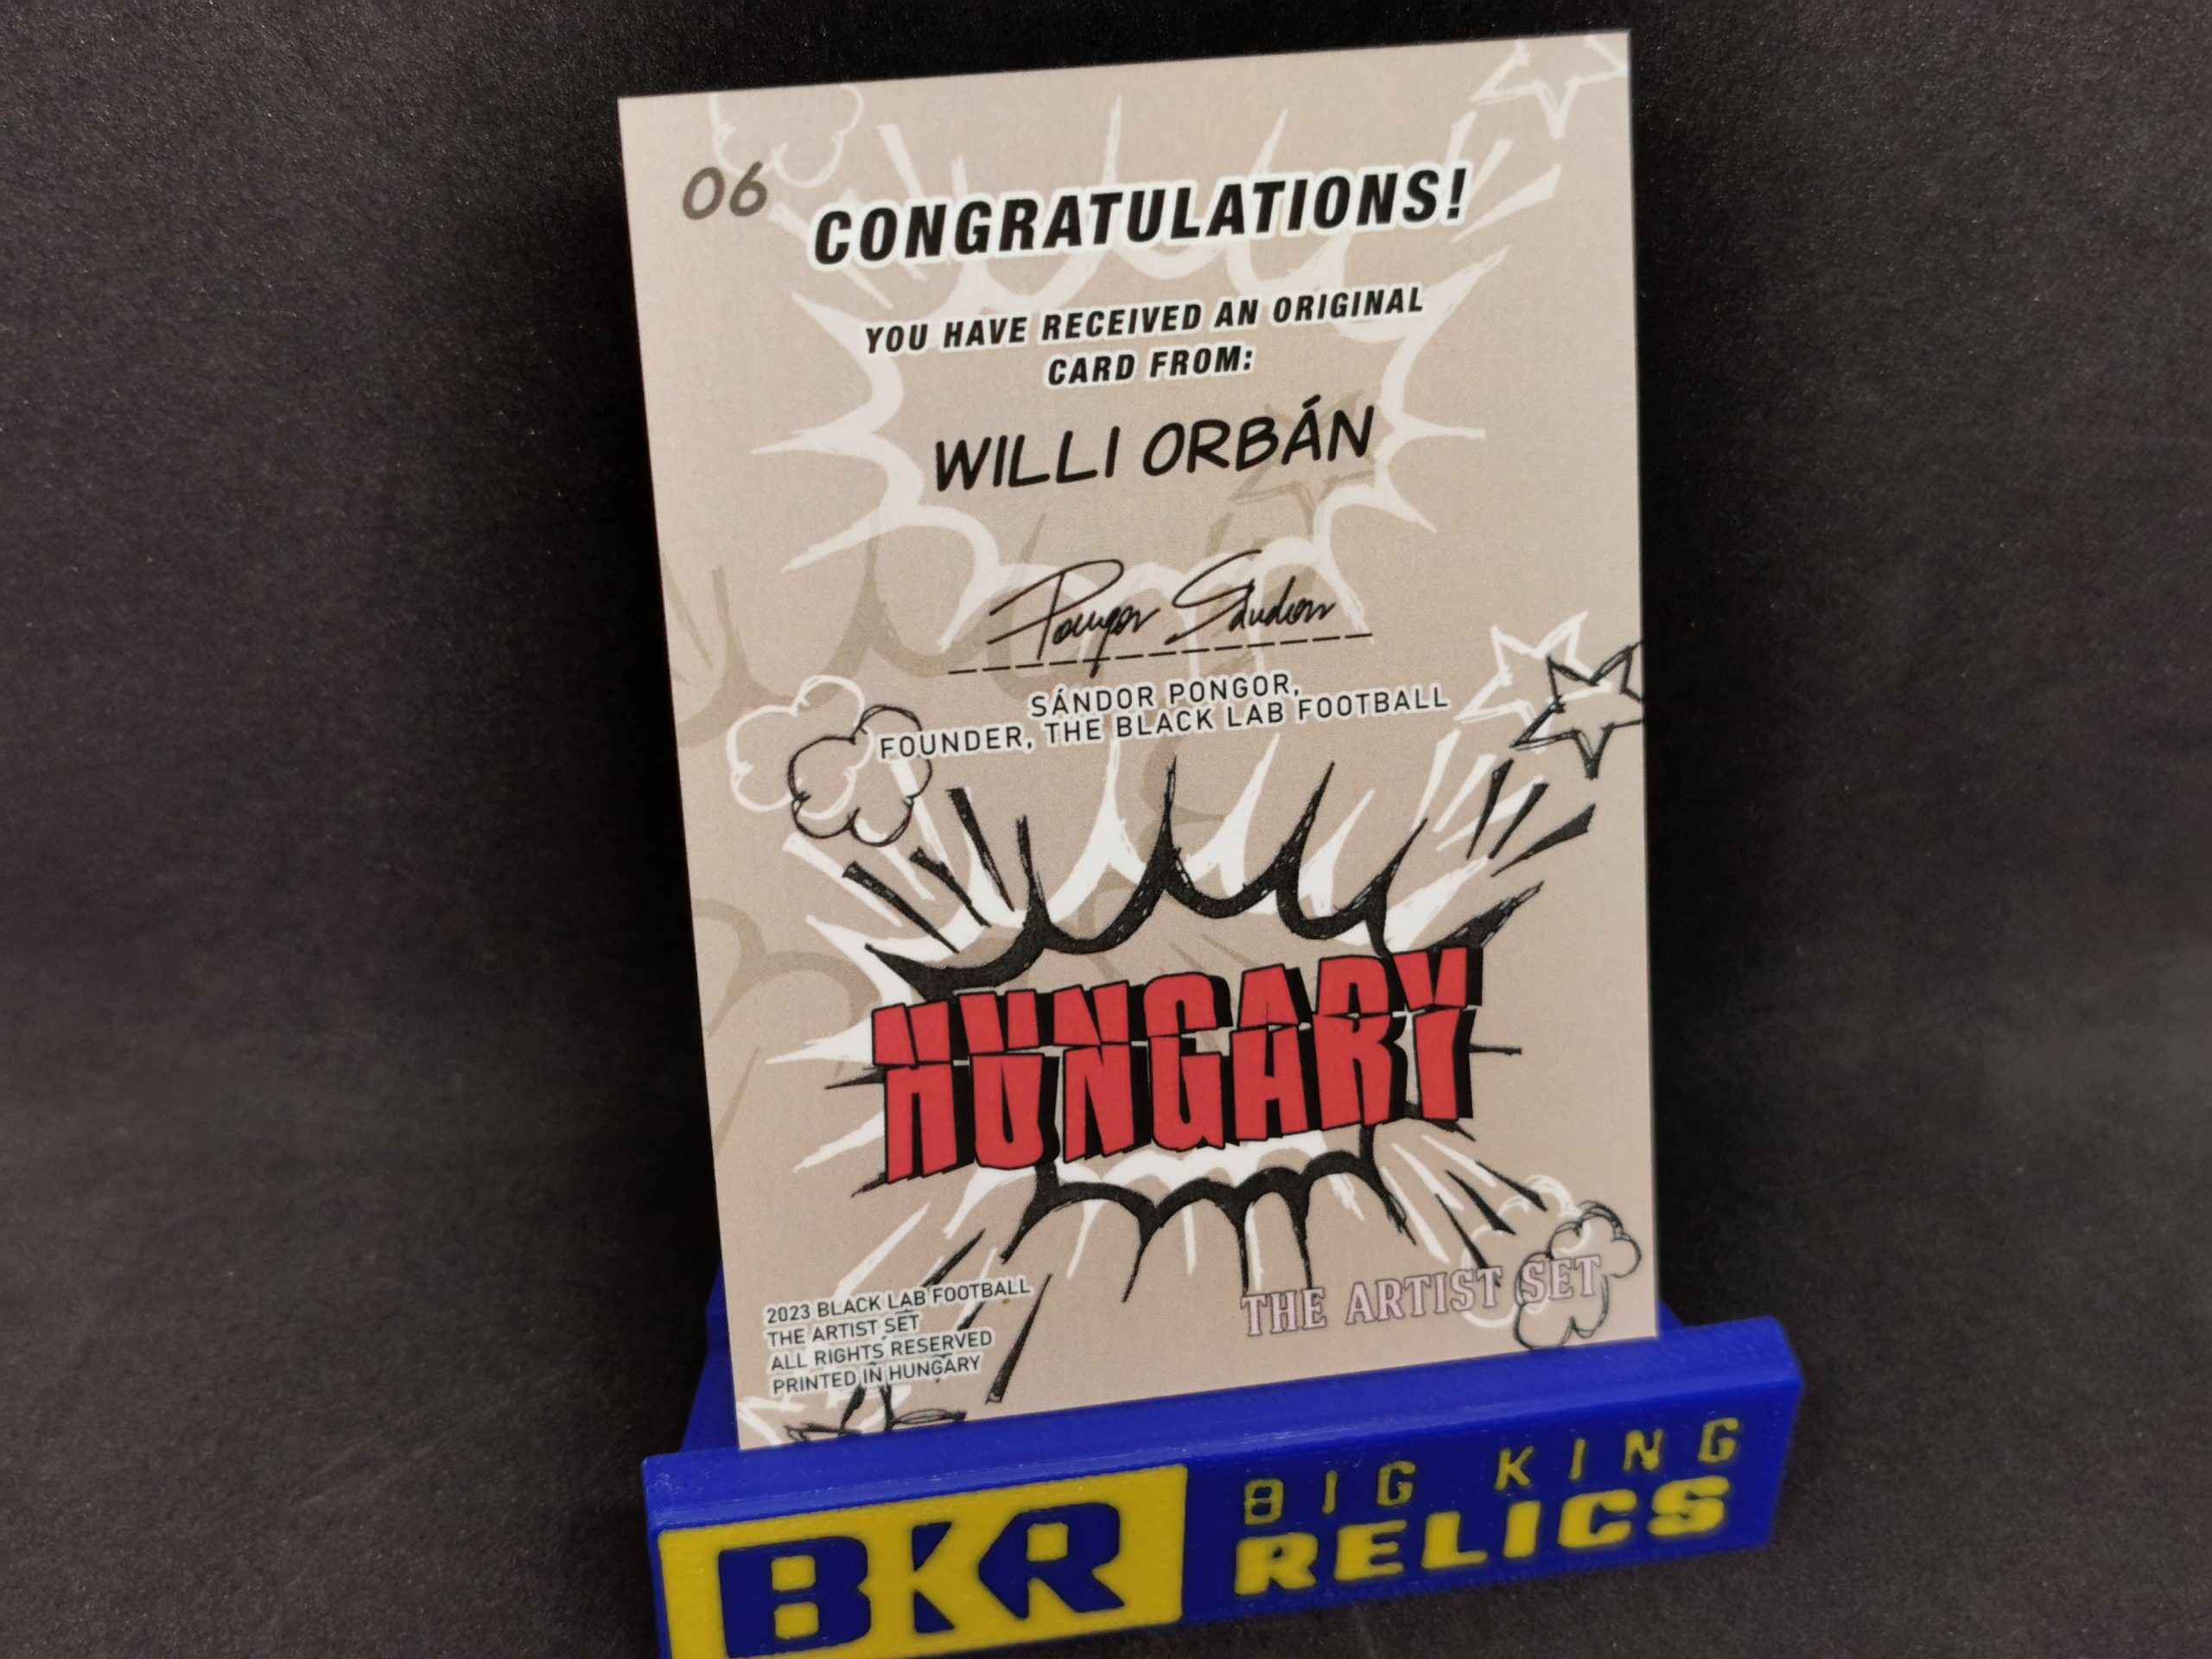 06
CONGRATULATIONS!
YOU HAVE RECEIVED AN ORIGINAL
CARD FROM:
WILLI ORBÁN
Pongor Sándor
SÁNDOR PONGOR,
FOUNDER, THE BLACK LAB FOOTBALL
HUNGARY
2023 BLACK LAB FOOTBALL
THE ARTIST SET
ALL RIGHTS RESERVED
PRINTED IN HUNGARY
THE ARTIST SET
BKR
BIG KING
RELICS